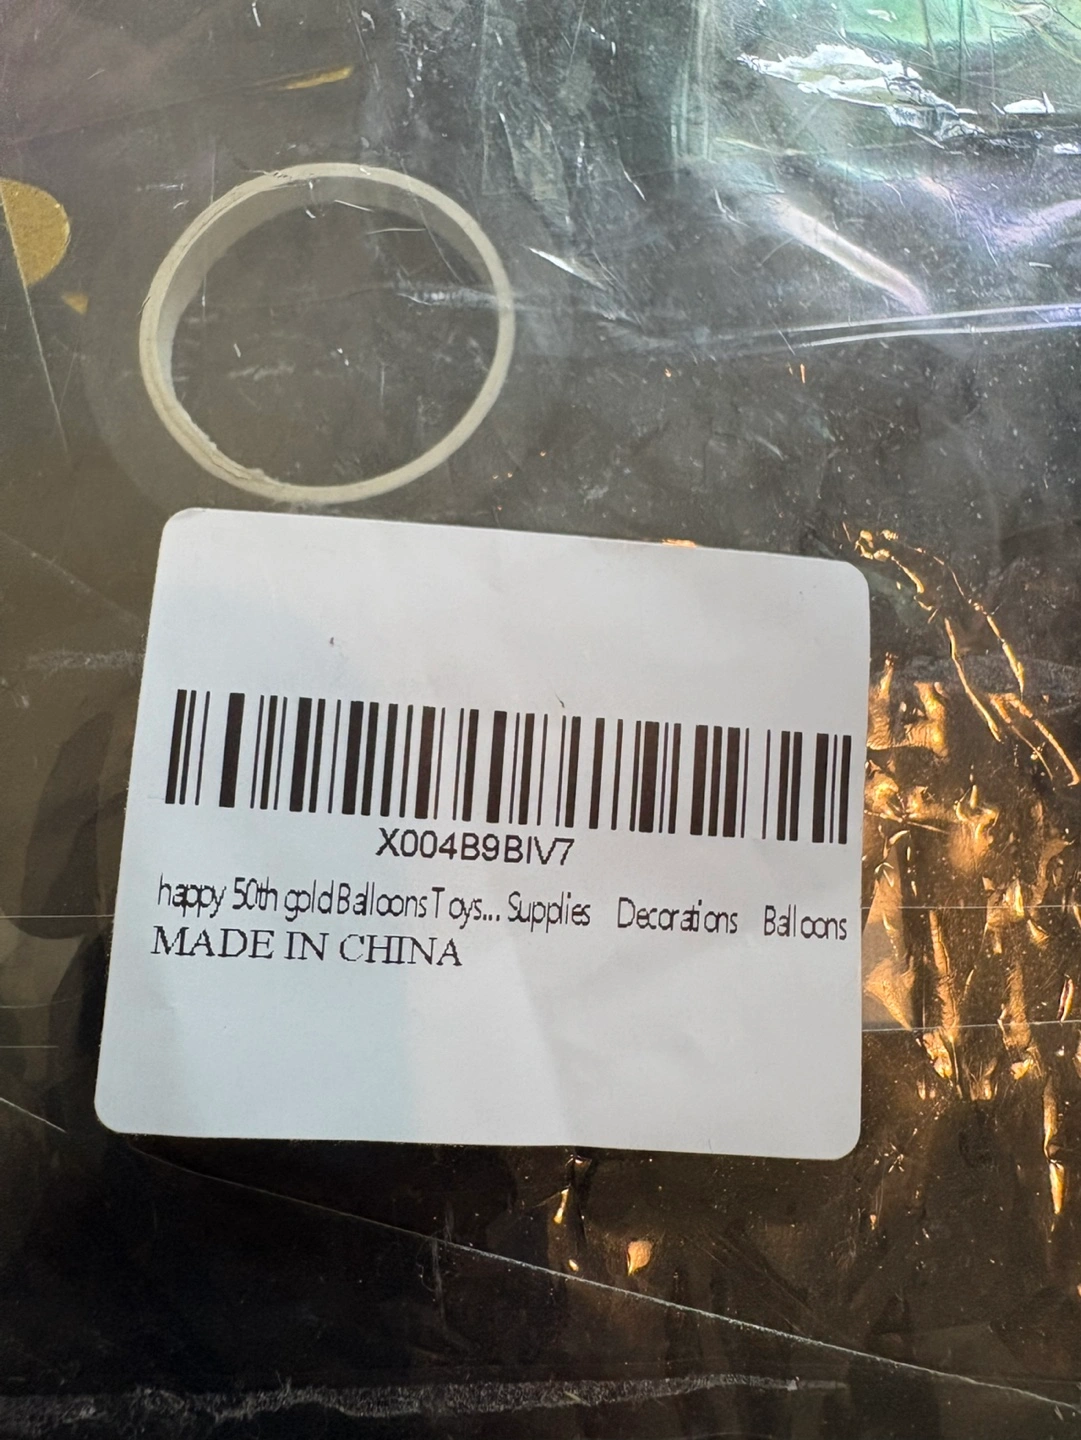 X004B9BIV7
happy 50th gold Balloons Toys... Supplies Decorations Balloons
MADE IN CHINA